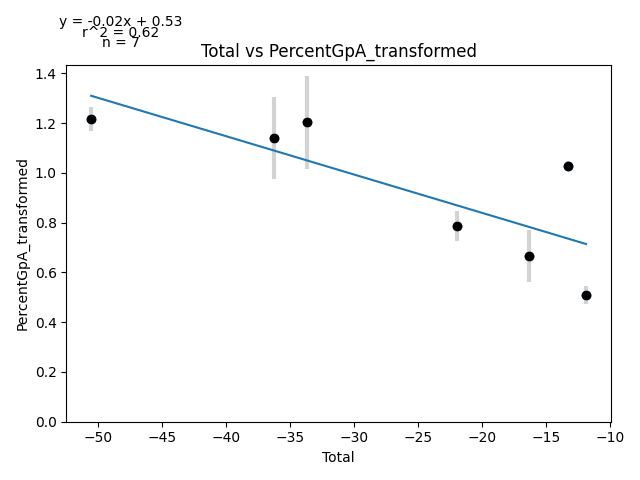 y = -0.02x + 0.53
r^2 = 0.62
n = 7
Total vs PercentGpA_transformed
PercentGpA_transformed
1.4
1.2
1.0
0.8
0.6
0.4
0.2
0.0
−50 −45 −40 −35 −30 −25 −20 −15 −10
Total